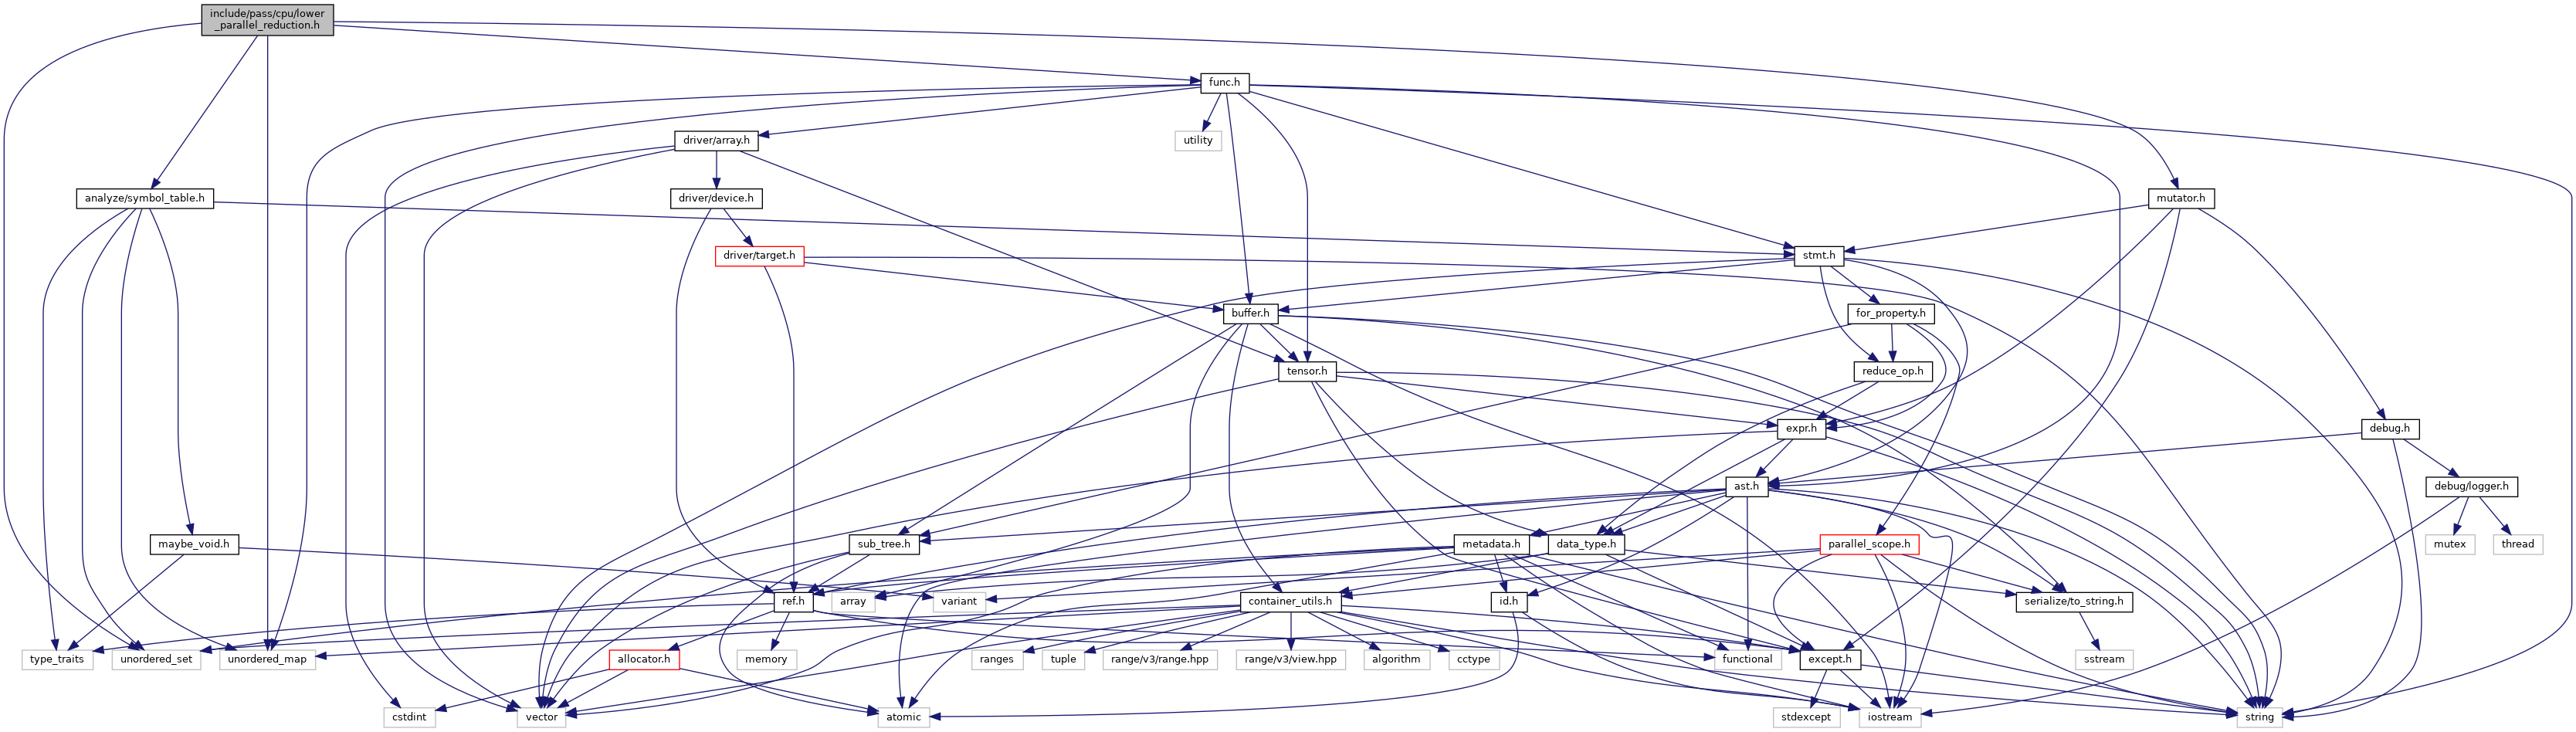 include/pass/cpu/lower
_parallel_reduction.h
func.h
driver/array.h
utility
analyze/symbol_table.h
driver/device.h
mutator.h
driver/target.h
stmt.h
buffer.h
for_property.h
tensor.h
reduce_op.h
expr.h
debug.h
ast.h
debug/logger.h
maybe_void.h
sub_tree.h
metadata.h
data_type.h
parallel_scope.h
mutex
thread
ref.h
array
variant
container_utils.h
id.h
serialize/to_string.h
type_traits
unordered_set
unordered_map
allocator.h
memory
ranges
tuple
range/v3/range.hpp
range/v3/view.hpp
algorithm
cctype
functional
except.h
sstream
cstdint
vector
atomic
stdexcept
iostream
string